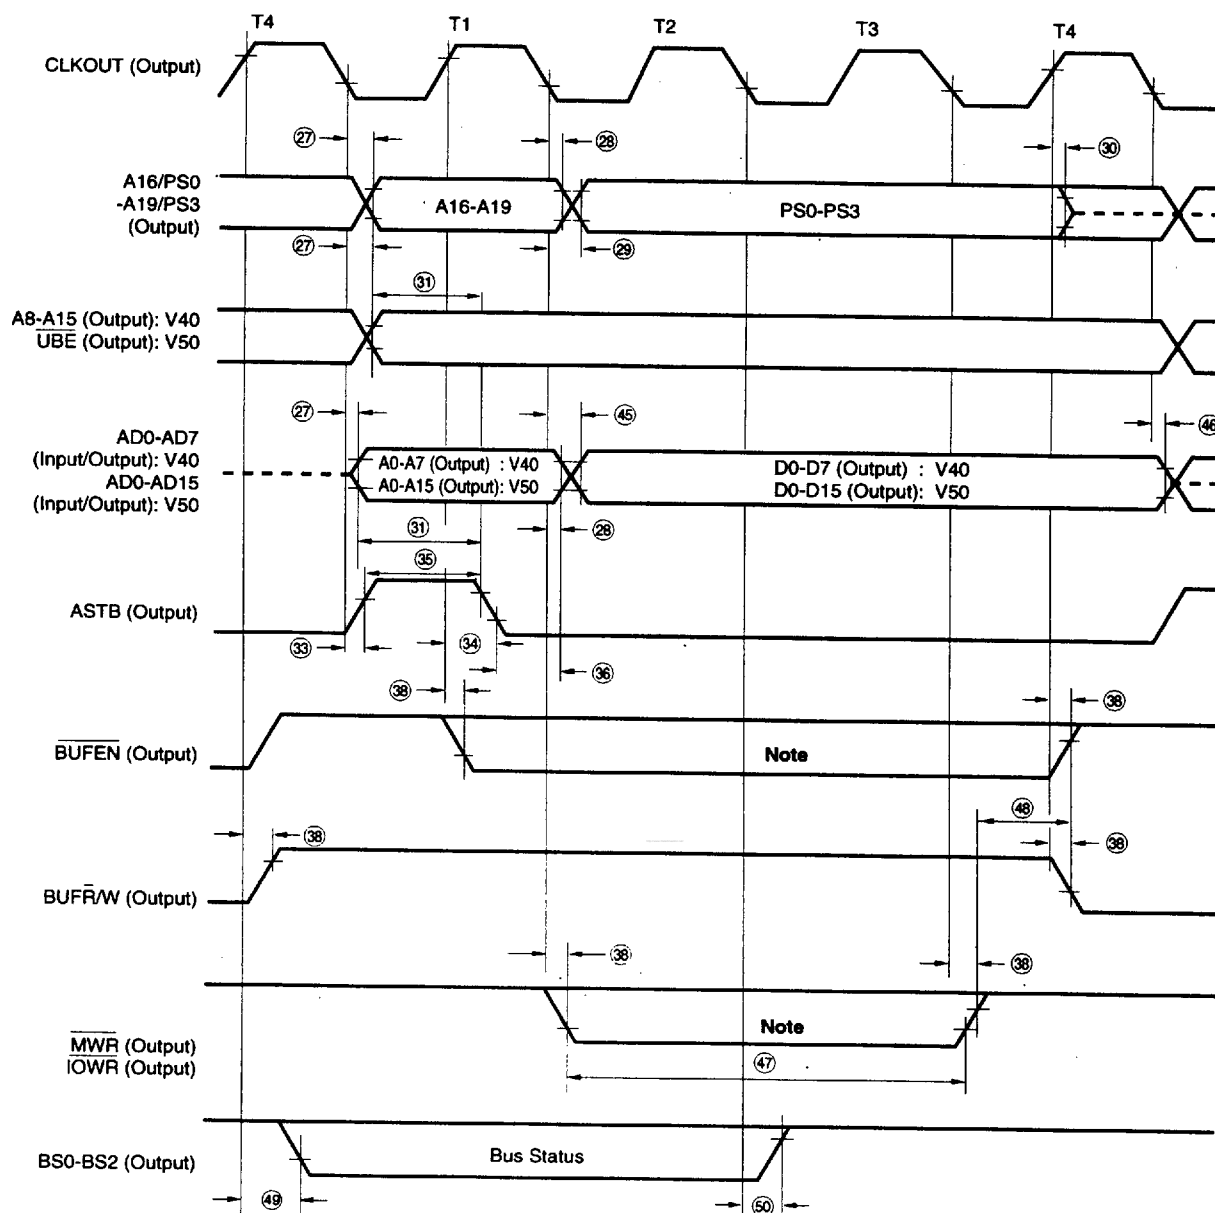 T4 T1 T2 T3 T4
CLKOUT (Output)
㉗ ㉘ ㉚
A16/PS0
-A19/PS3
(Output)
A16-A19 PS0-PS3
㉗ ㉙
㉛
A8-A15 (Output): V40
UBE (Output): V50
㉗ ㊺ ㊻
AD0-AD7
(Input/Output): V40
AD0-AD15
(Input/Output): V50
A0-A7 (Output) : V40
A0-A15 (Output): V50
D0-D7 (Output) : V40
D0-D15 (Output): V50
㉛ ㉘
㉟
ASTB (Output)
㉝ ㉞
㊱
㊳ ㊳
BUFEN (Output)
Note
㊽
㊳ ㊳
BUFR̅/W (Output)
㊳ ㊳
MWR (Output)
IOWR (Output)
Note
㊼
BS0-BS2 (Output)
Bus Status
㊾ ㊿